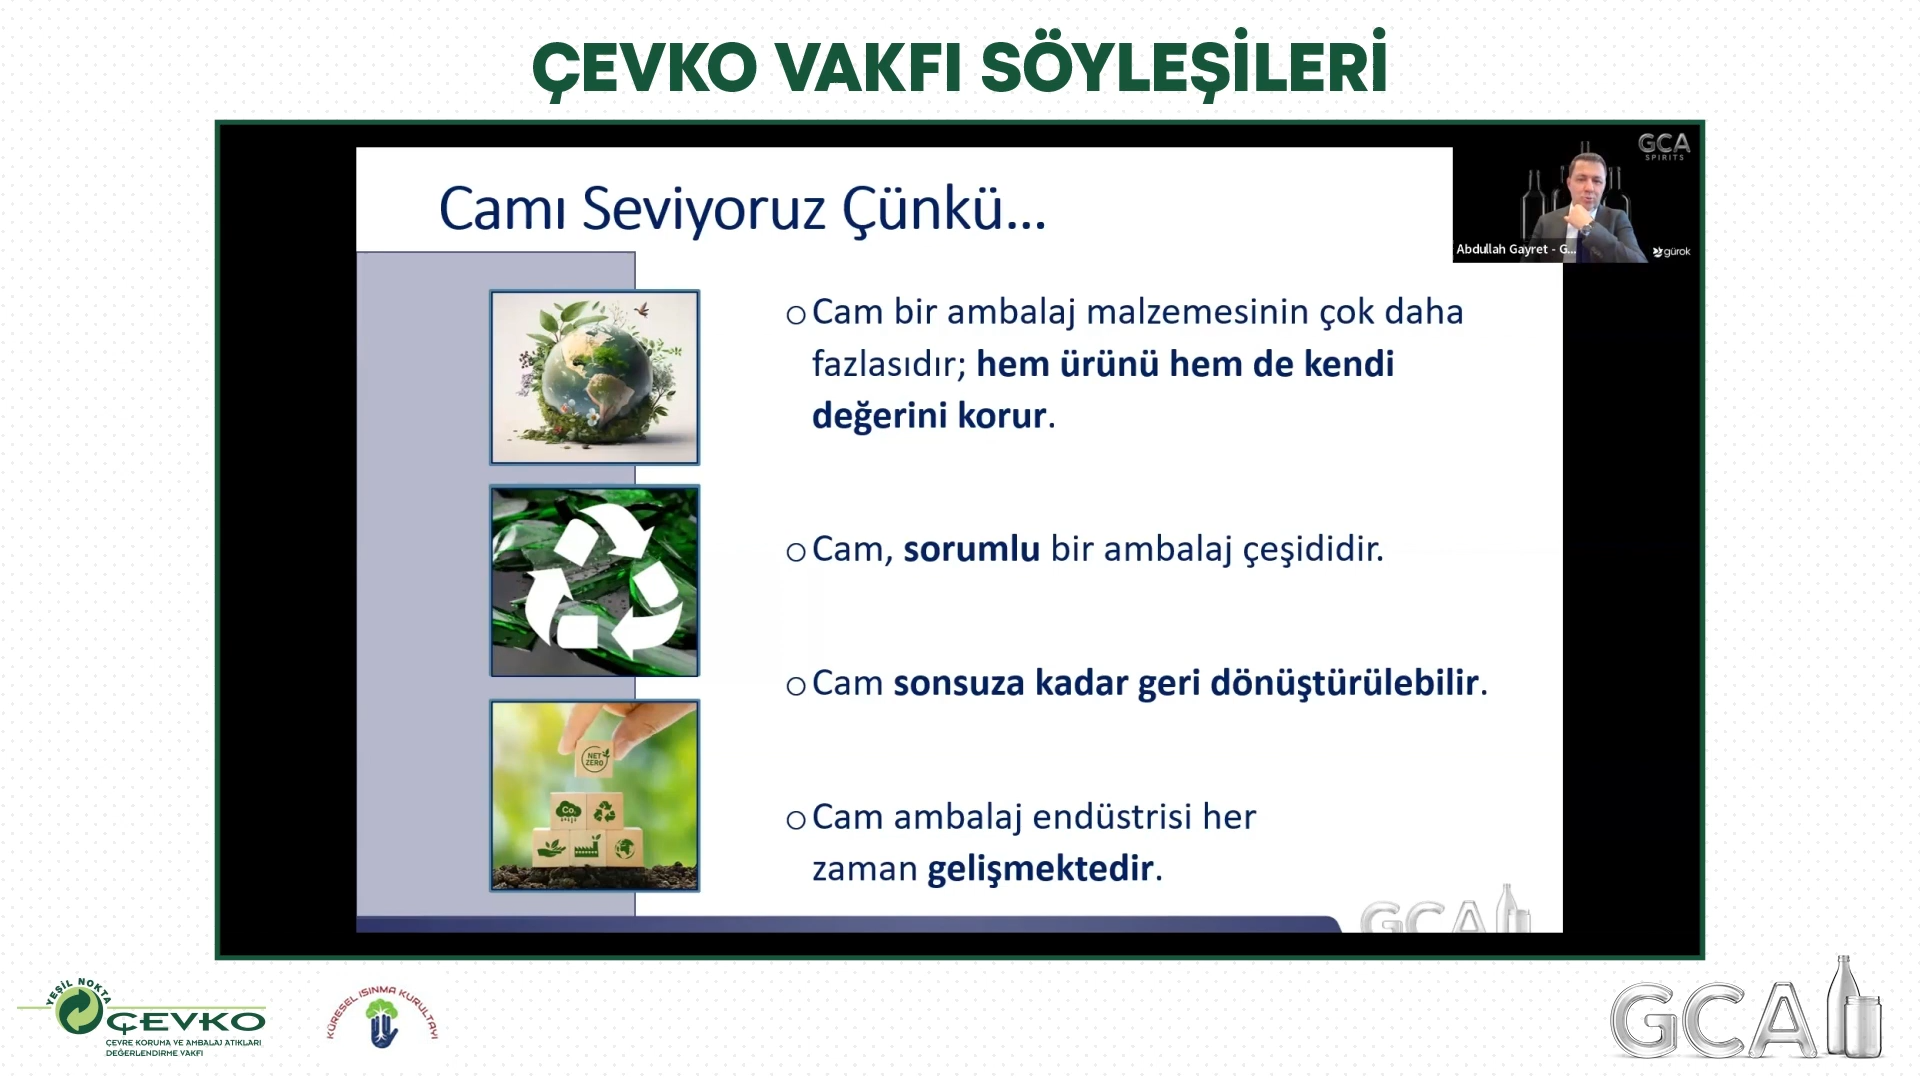 ÇEVKO VAKFI SÖYLEŞİLERİ
GCA
SPIRITS
Camı Seviyoruz Çünkü...
Abdullah Gayret - G...
gürok
Cam bir ambalaj malzemesinin çok daha
fazlasıdır; hem ürünü hem de kendi
değerini korur.
Cam, sorumlu bir ambalaj çeşididir.
Cam sonsuza kadar geri dönüştürülebilir.
NET
ZERO
Co₂
Cam ambalaj endüstrisi her
zaman gelişmektedir.
GCA
YEŞİL NOKTA
ÇEVKO
ÇEVRE KORUMA VE AMBALAJ ATIKLARI
DEĞERLENDİRME VAKFI
KÜRESEL ISINMA KURULTAYI
GCA